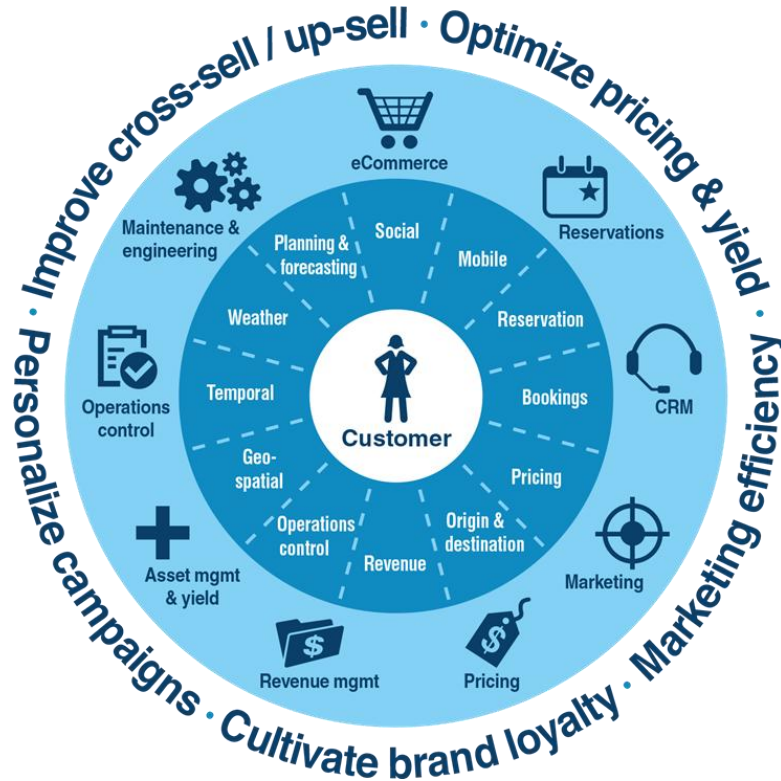 Improve cross-sell / up-sell · Optimize pricing & yield · Marketing efficiency · Cultivate brand loyalty · Personalize campaigns ·
eCommerce
Reservations
CRM
Marketing
Pricing
$
Revenue mgmt
$
Asset mgmt
& yield
Operations
control
Maintenance &
engineering
Social
Mobile
Reservation
Bookings
Pricing
Origin &
destination
Revenue
Operations
control
Geo-
spatial
Temporal
Weather
Planning &
forecasting
Customer